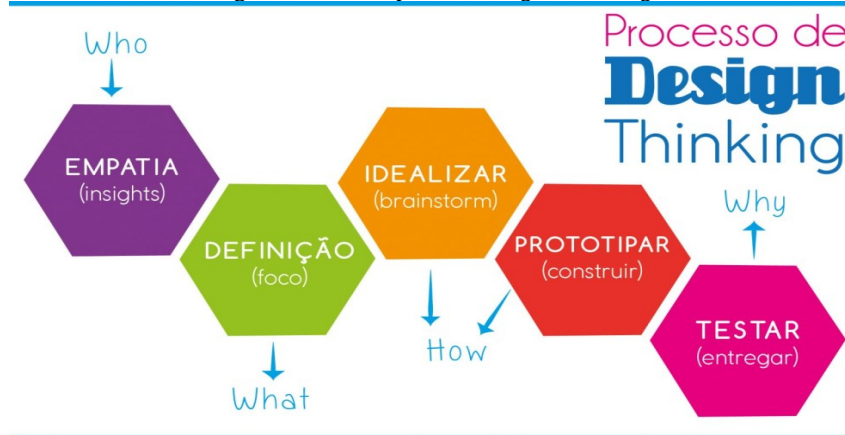 Processo de
Design
Thinking
Who
EMPATIA
(insights)
DEFINIÇÃO
(foco)
What
IDEALIZAR
(brainstorm)
How
PROTOTIPAR
(construir)
Why
TESTAR
(entregar)